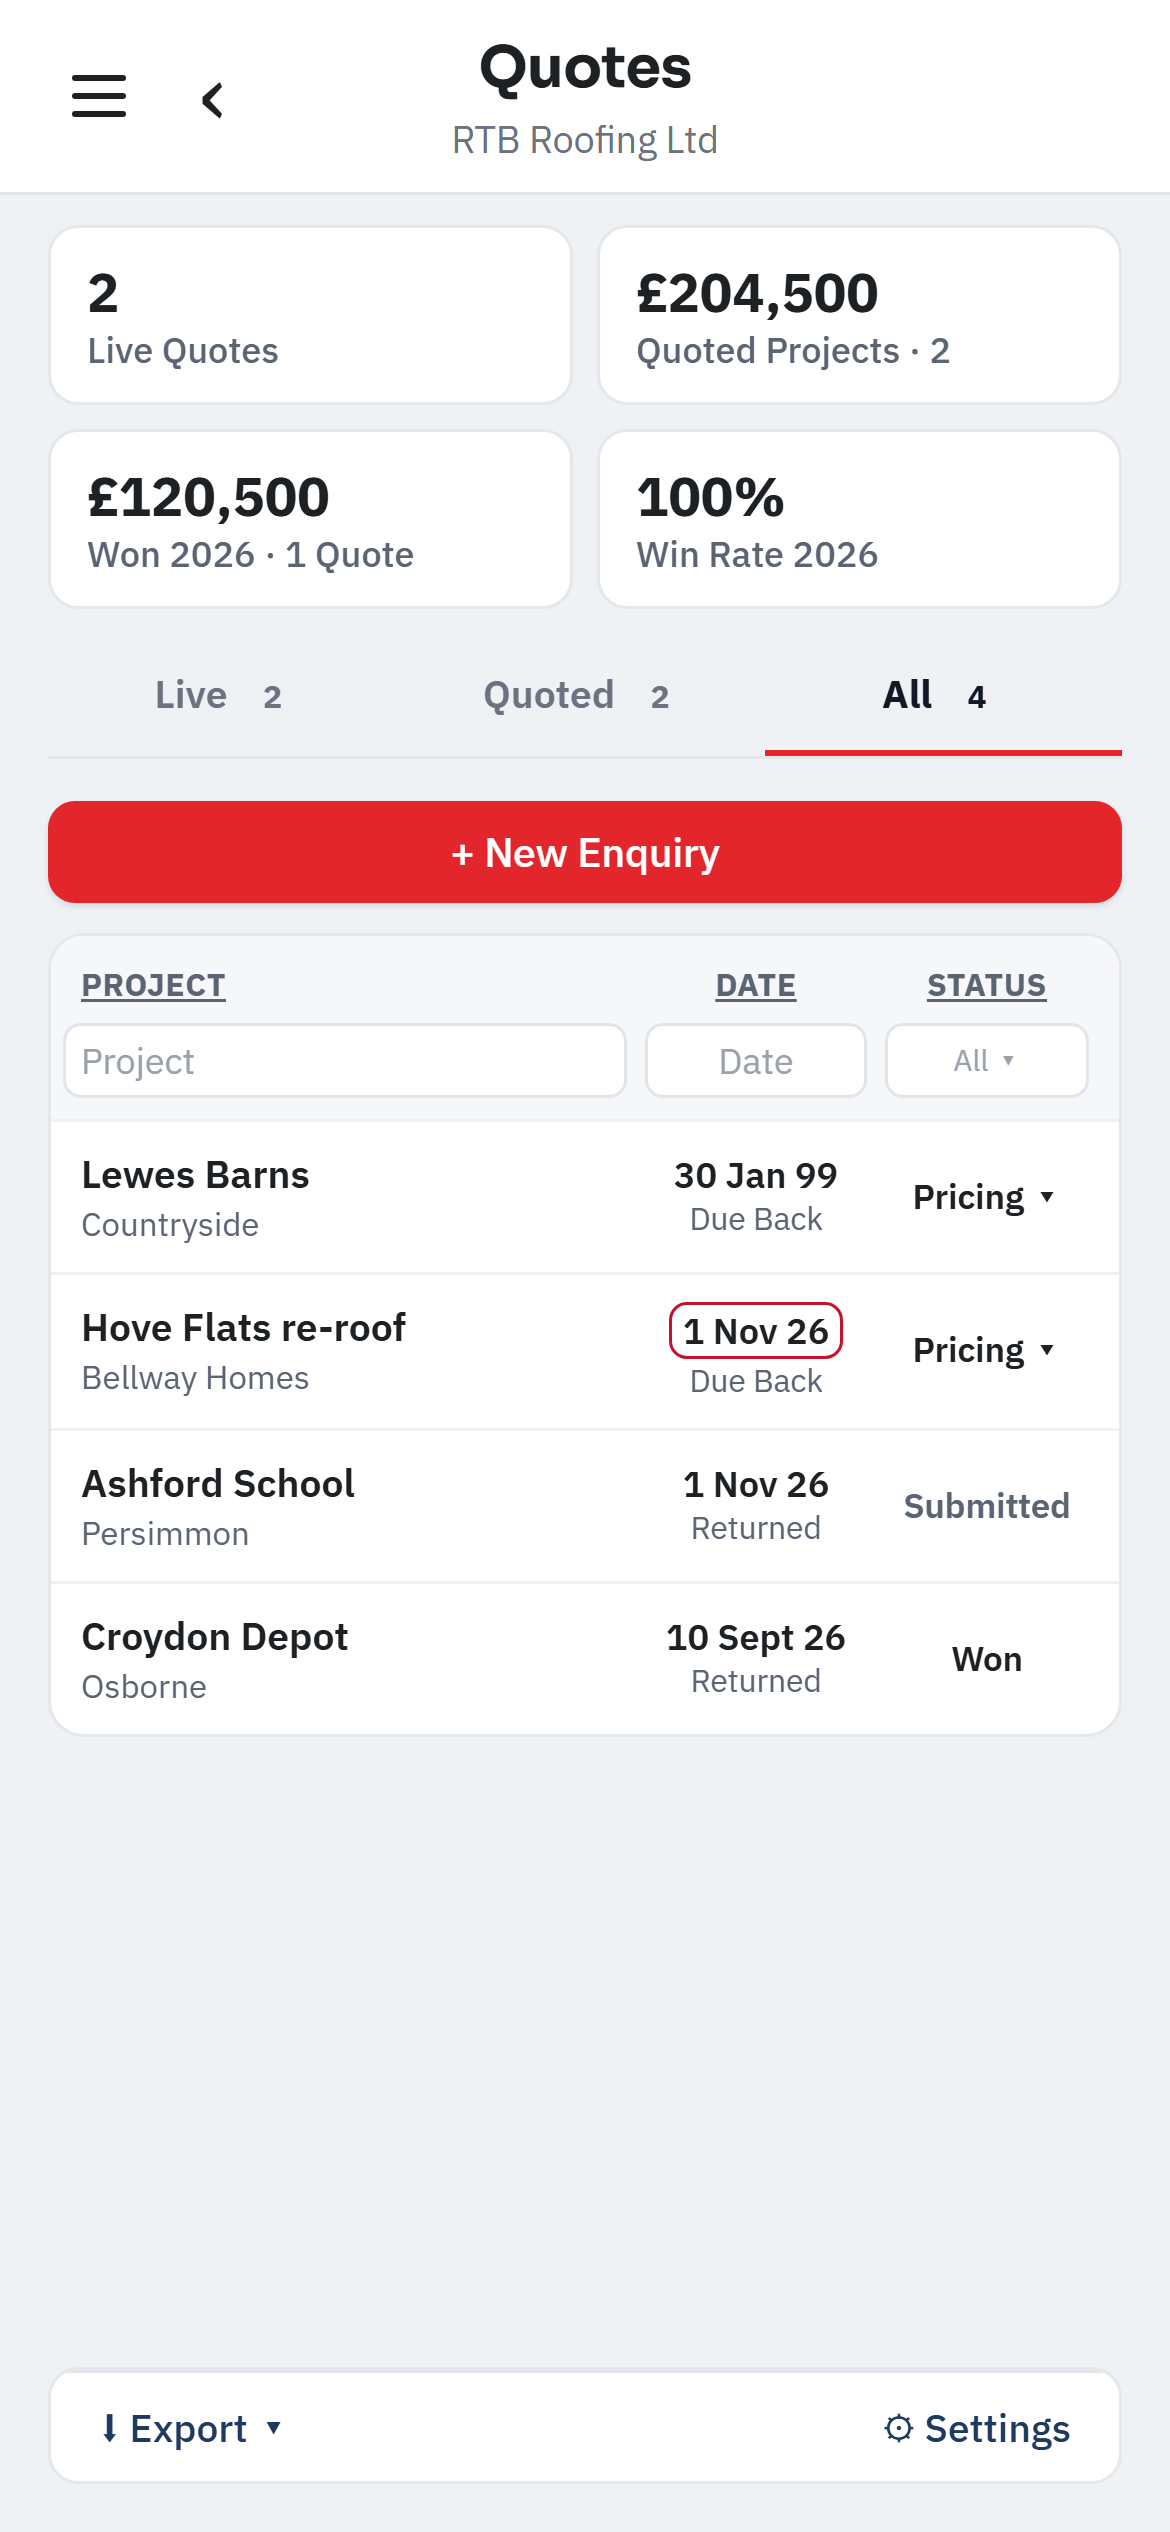 Quotes
RTB Roofing Ltd
2
Live Quotes
£204,500
Quoted Projects · 2
£120,500
Won 2026 · 1 Quote
100%
Win Rate 2026
Live 2
Quoted 2
All 4
+ New Enquiry
PROJECT DATE STATUS
Project Date All ▼
Lewes Barns
Countryside
30 Jan 99
Due Back
Pricing ▼
Hove Flats re-roof
Bellway Homes
1 Nov 26
Due Back
Pricing ▼
Ashford School
Persimmon
1 Nov 26
Returned
Submitted
Croydon Depot
Osborne
10 Sept 26
Returned
Won
⬇ Export ▼
⚙ Settings